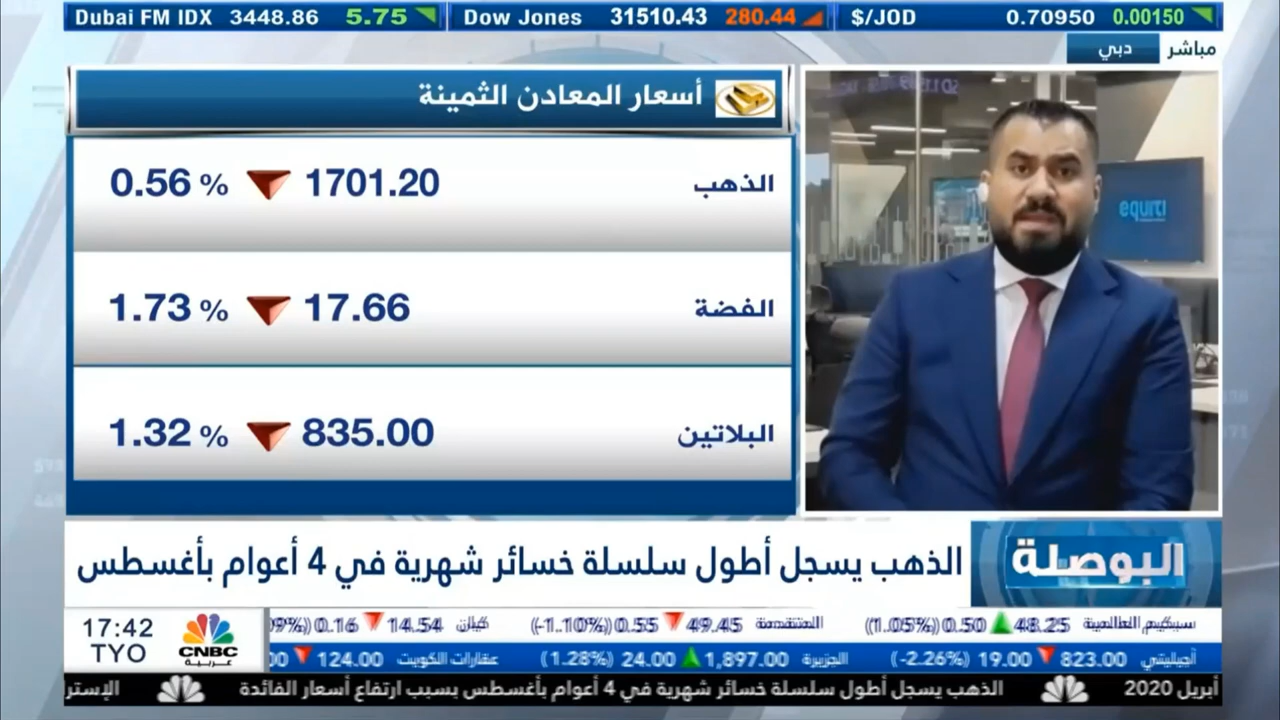 Dubai FM IDX 3448.86 5.75 Dow Jones 31510.43 280.44 $/JOD 0.70950 0.00150
مباشر دبي
أسعار المعادن الثمينة
الذهب 1701.20 0.56 %
equiti
الفضة 17.66 1.73 %
البلاتين 835.00 1.32 %
البوصلة
الذهب يسجل أطول سلسلة خسائر شهرية في 4 أعوام بأغسطس
سبكيم العالمية 48.25 0.50 (1.05%) المتقدمة 49.45 0.55 (-1.10%) كيان 14.54 0.16
أجيليتي 823.00 19.00 (-2.26%) الجزيرة 1,897.00 24.00 (1.28%) عقارات الكويت 124.00
17:42
TYO
CNBC
عربية
أبريل 2020 الذهب يسجل أطول سلسلة خسائر شهرية في 4 أعوام بأغسطس بسبب ارتفاع أسعار الفائدة